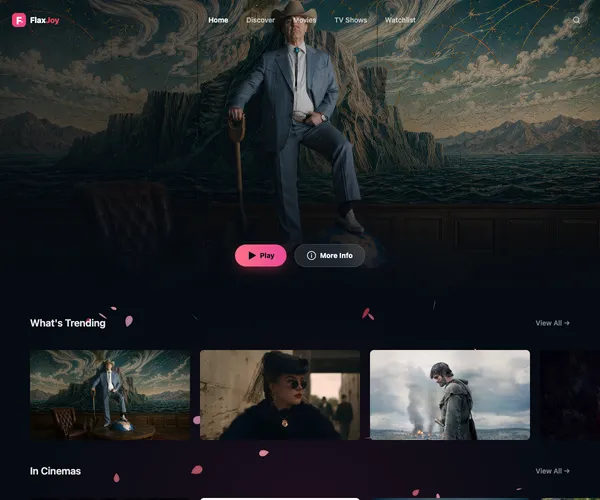 F. FlaxJoy
Home Discover Movies TV Shows Watchlist
Play More Info
What's Trending View All →
In Cinemas View All →